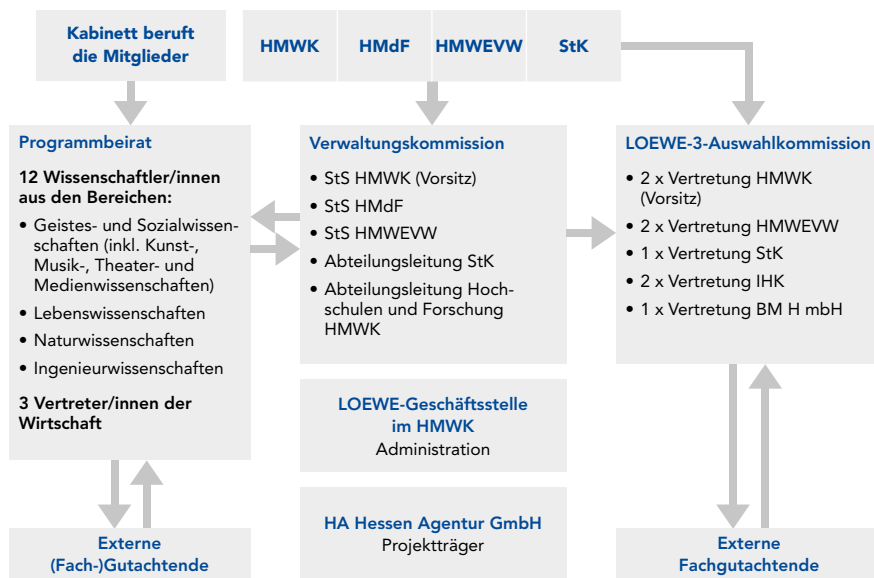 Kabinett beruft
die Mitglieder
HMWK
HMdF
HMWEVW
StK
Programmbeirat
12 Wissenschaftler/innen
aus den Bereichen:
• Geistes- und Sozialwissen-
schaften (inkl. Kunst-,
Musik-, Theater- und
Medienwissenschaften)
• Lebenswissenschaften
• Naturwissenschaften
• Ingenieurwissenschaften
3 Vertreter/innen der
Wirtschaft
Verwaltungskommission
• StS HMWK (Vorsitz)
• StS HMdF
• StS HMWEVW
• Abteilungsleitung StK
• Abteilungsleitung Hoch-
schulen und Forschung
HMWK
LOEWE-3-Auswahlkommission
• 2 x Vertretung HMWK
(Vorsitz)
• 2 x Vertretung HMWEVW
• 1 x Vertretung StK
• 2 x Vertretung IHK
• 1 x Vertretung BM H mbH
LOEWE-Geschäftsstelle
im HMWK
Administration
HA Hessen Agentur GmbH
Projektträger
Externe
(Fach-)Gutachtende
Externe
Fachgutachtende